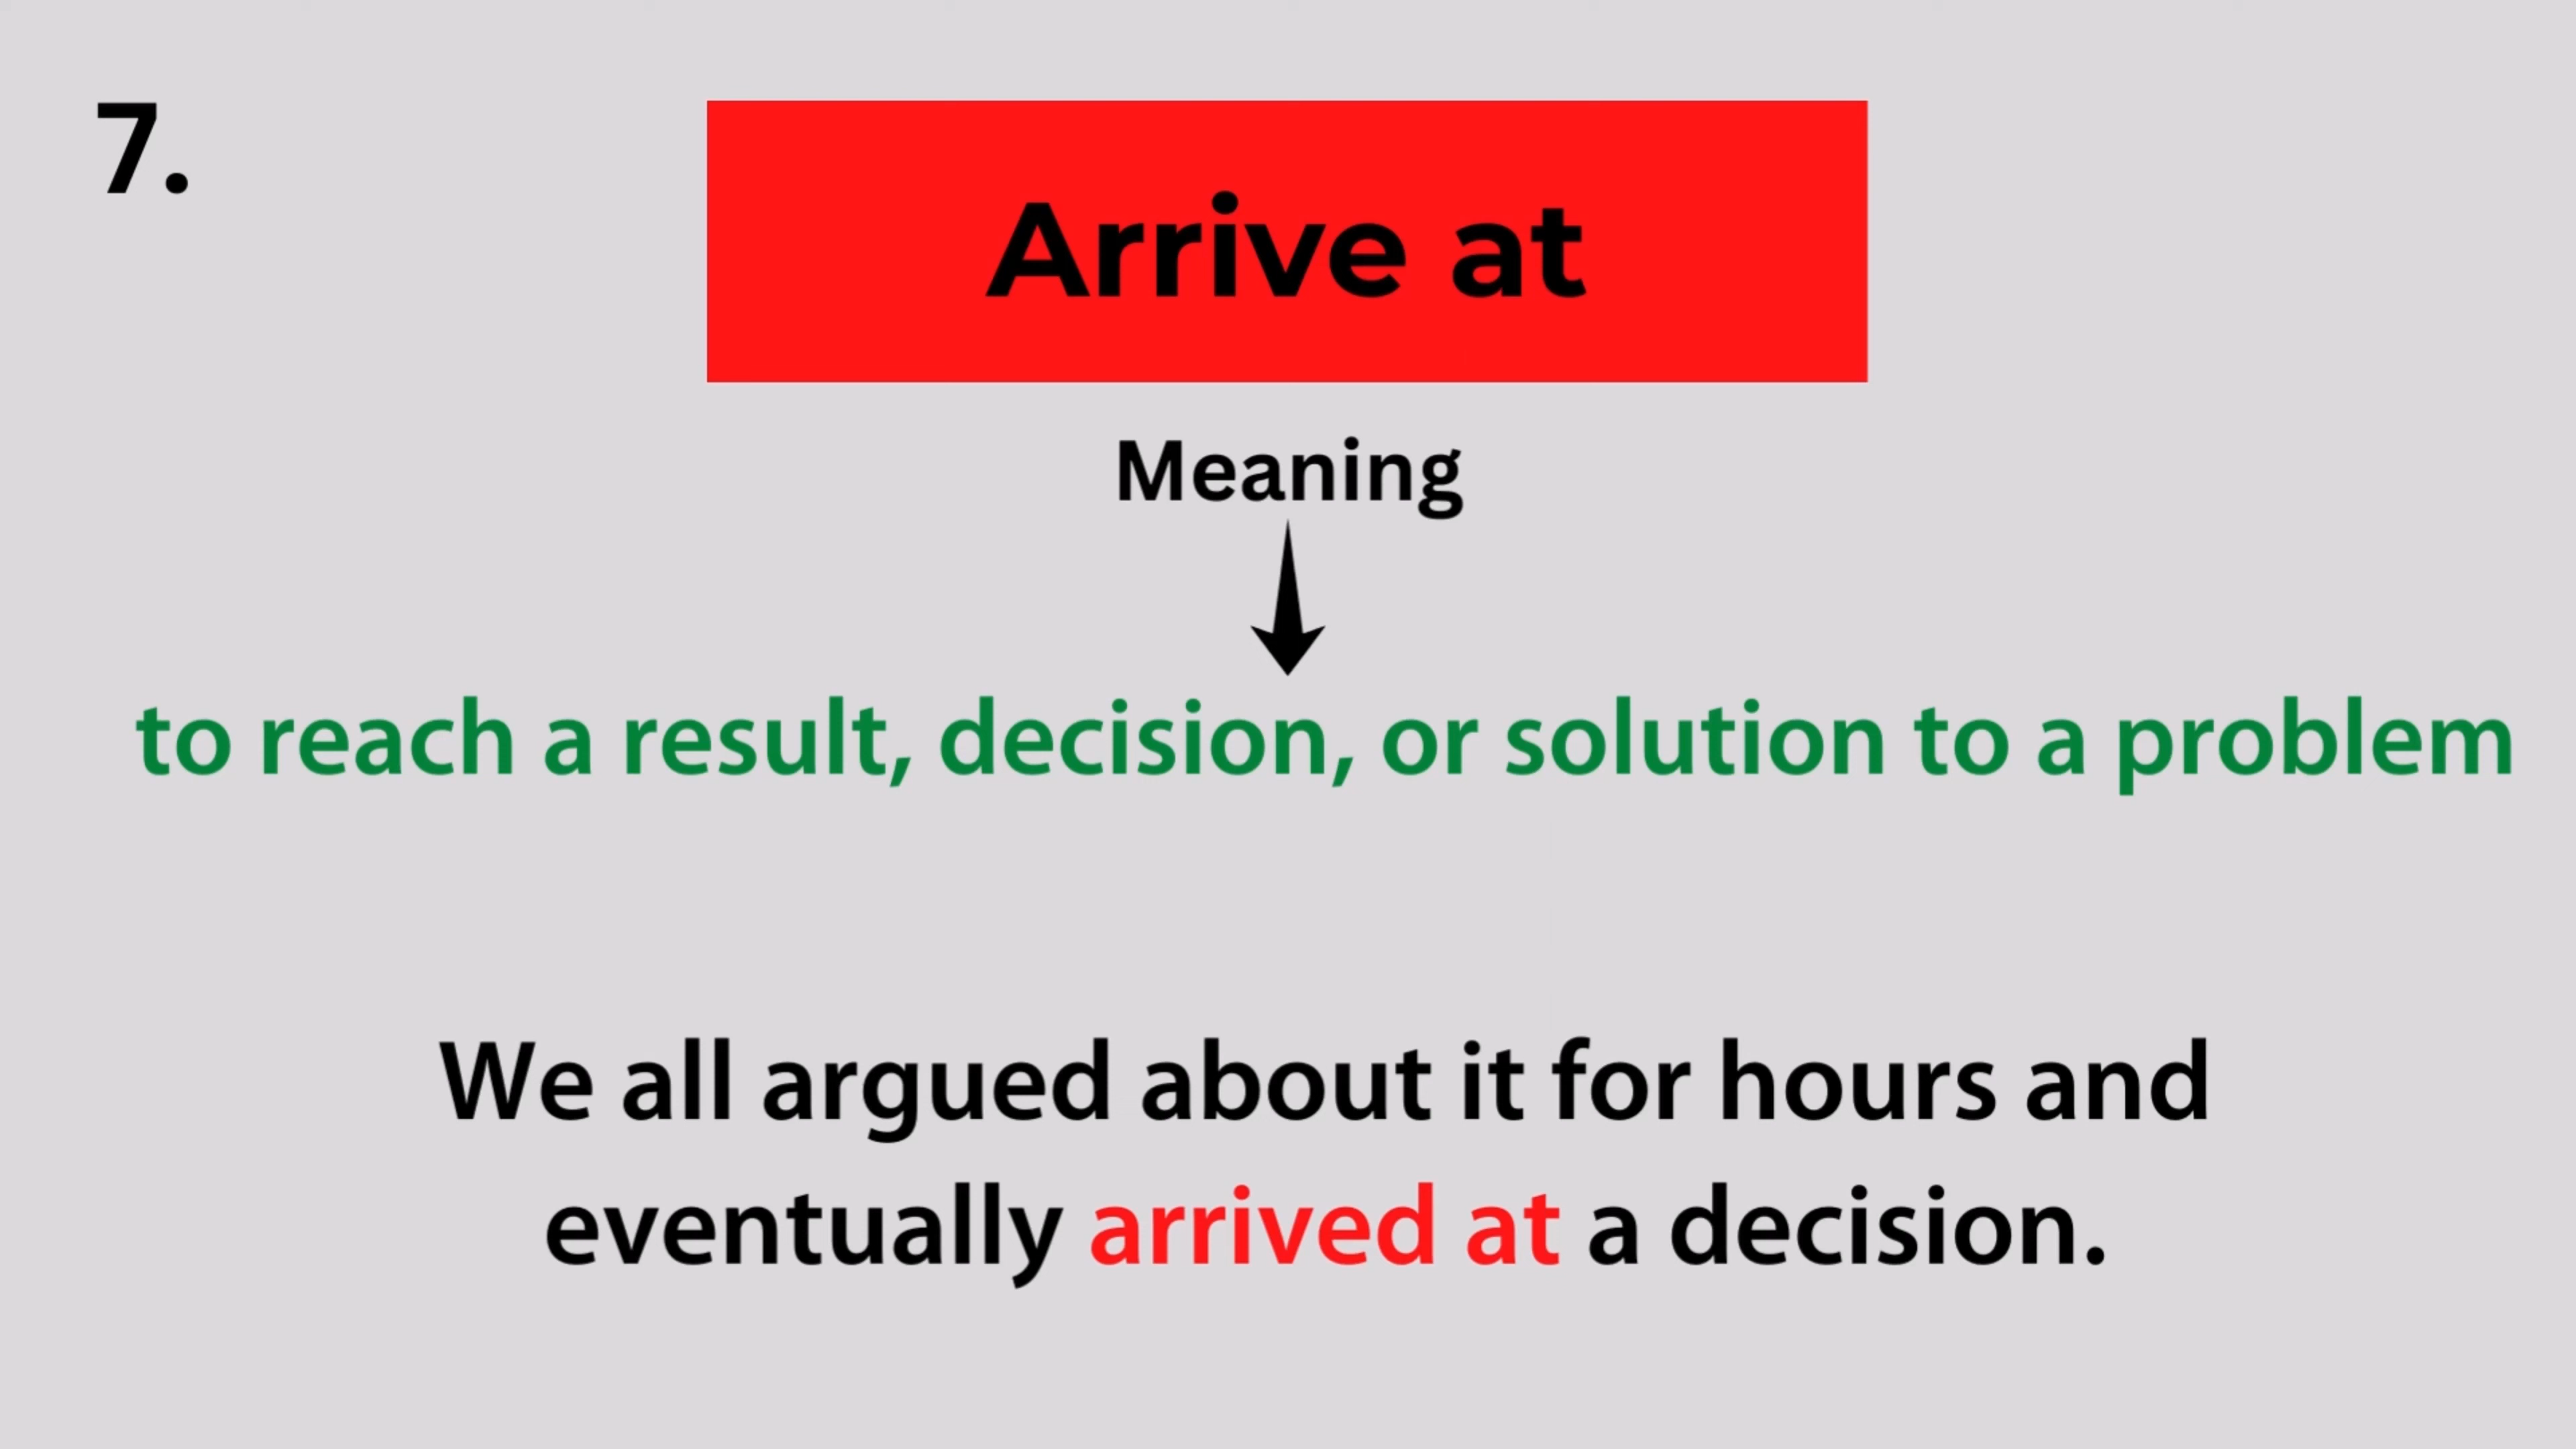 7.
Arrive at
Meaning
to reach a result, decision, or solution to a problem
We all argued about it for hours and
eventually arrived at a decision.